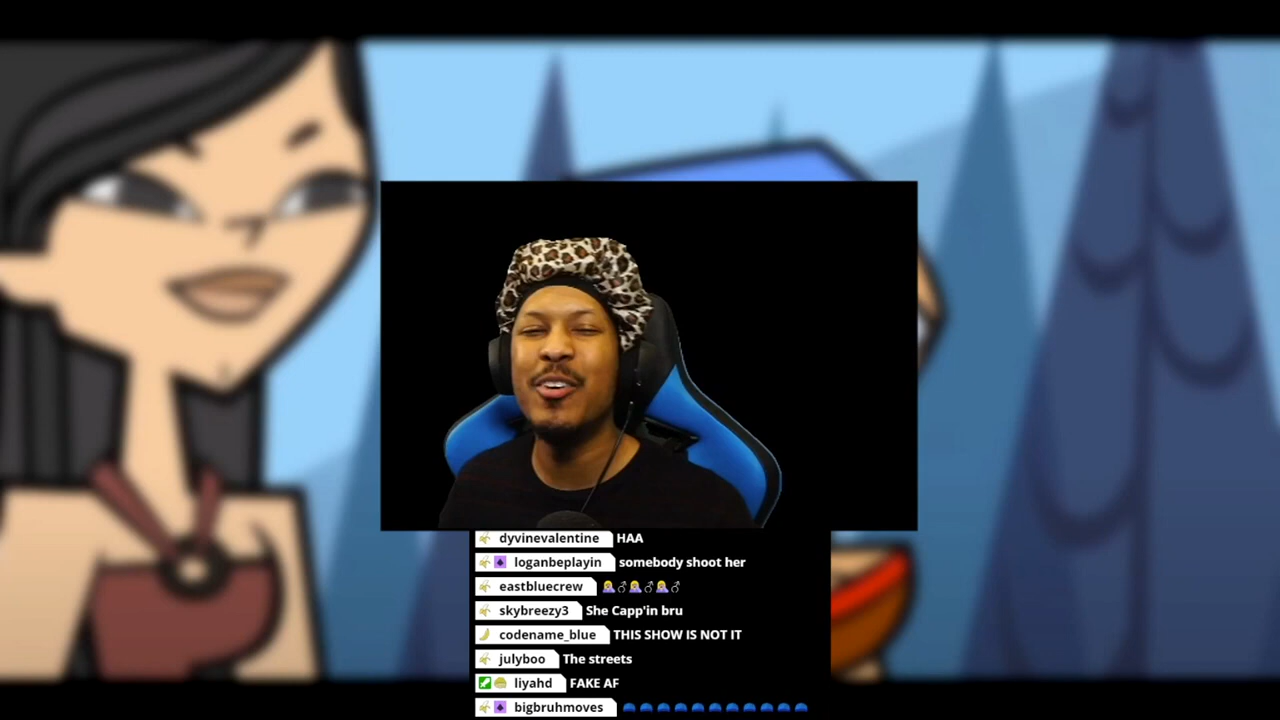 dyvinevalentine HAA
loganbeplayin somebody shoot her
eastbluecrew
skybreezy3 She Capp'in bru
codename_blue THIS SHOW IS NOT IT
julyboo The streets
liyahd FAKE AF
bigbruhmoves